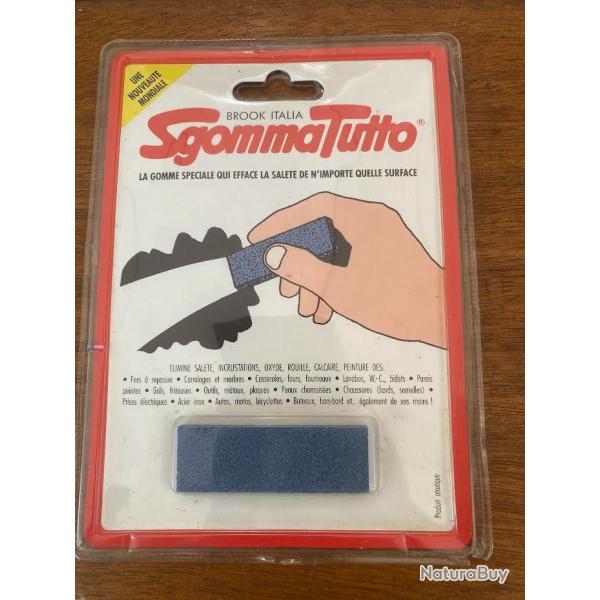 UNE
NOUVEAUTE
MONDIALE
BROOK ITALIA
SgommaTutto®
LA GOMME SPECIALE QUI EFFACE LA SALETE DE N'IMPORTE QUELLE SURFACE
ELIMINE SALETE, INCRUSTATIONS, OXYDE, ROUILLE, CALCAIRE, PEINTURE DES:
• Fers à repasser • Carrelages et marbres • Casseroles, fours, fourneaux • Lavabos, W.-C., bidets • Parois
peintes • Grils, friteuses • Outils, métaux, plaques • Peaux chamoisées • Chaussures (bords, semelles) •
Prises électriques • Acier inox • Autos, motos, bicyclettes • Bateaux, hors-bord et.. également de vos mains !
Produit atoxique
NaturaBuy